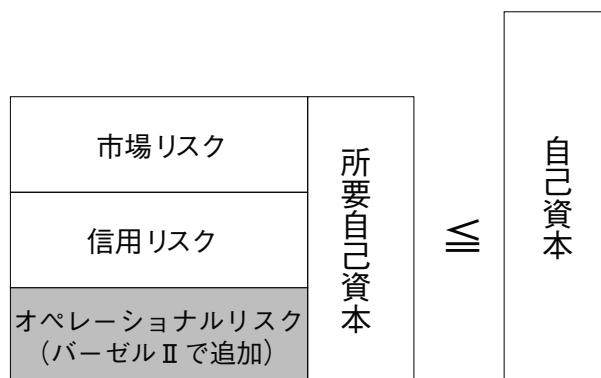 市場リスク
信用リスク
オペレーショナルリスク
（バーゼルⅡで追加）
所要自己資本
≦
自己資本